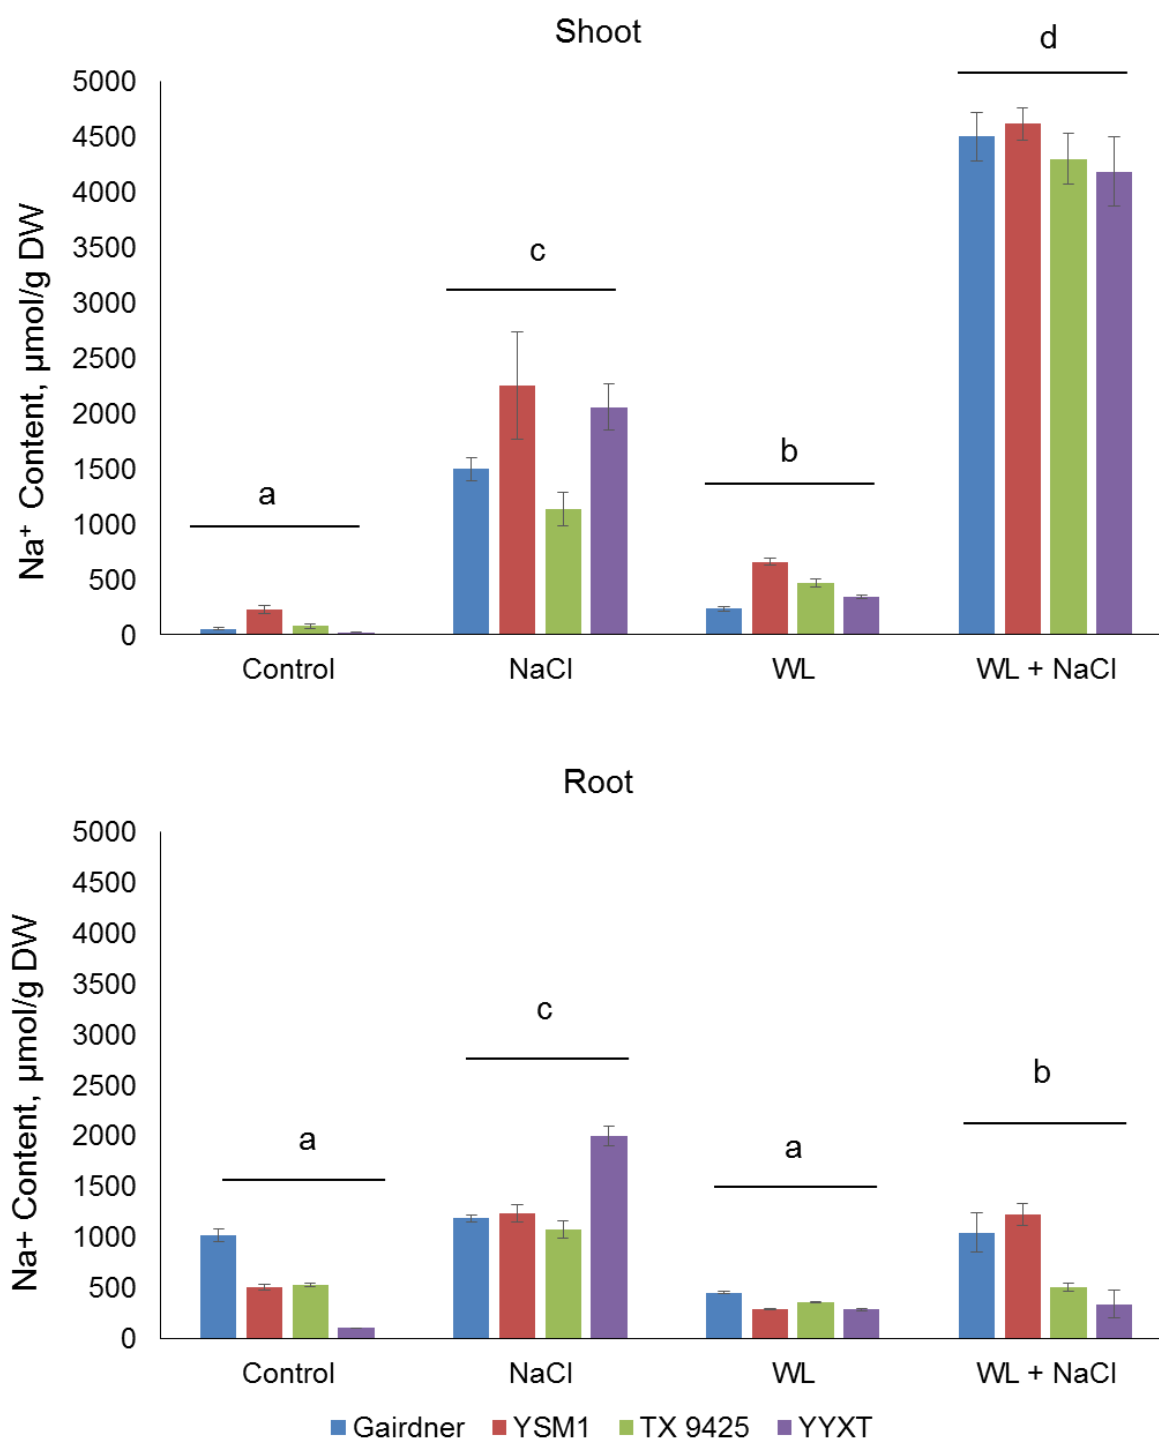 Shoot
d
5000
4500
4000
3500
3000
2500
2000
1500
1000
500
0
Na⁺ Content, µmol/g DW
a
c
b
Control NaCl WL WL + NaCl
Root
5000
4500
4000
3500
3000
2500
2000
1500
1000
500
0
Na+ Content, µmol/g DW
a
c
a
b
Control NaCl WL WL + NaCl
Gairdner YSM1 TX 9425 YYXT